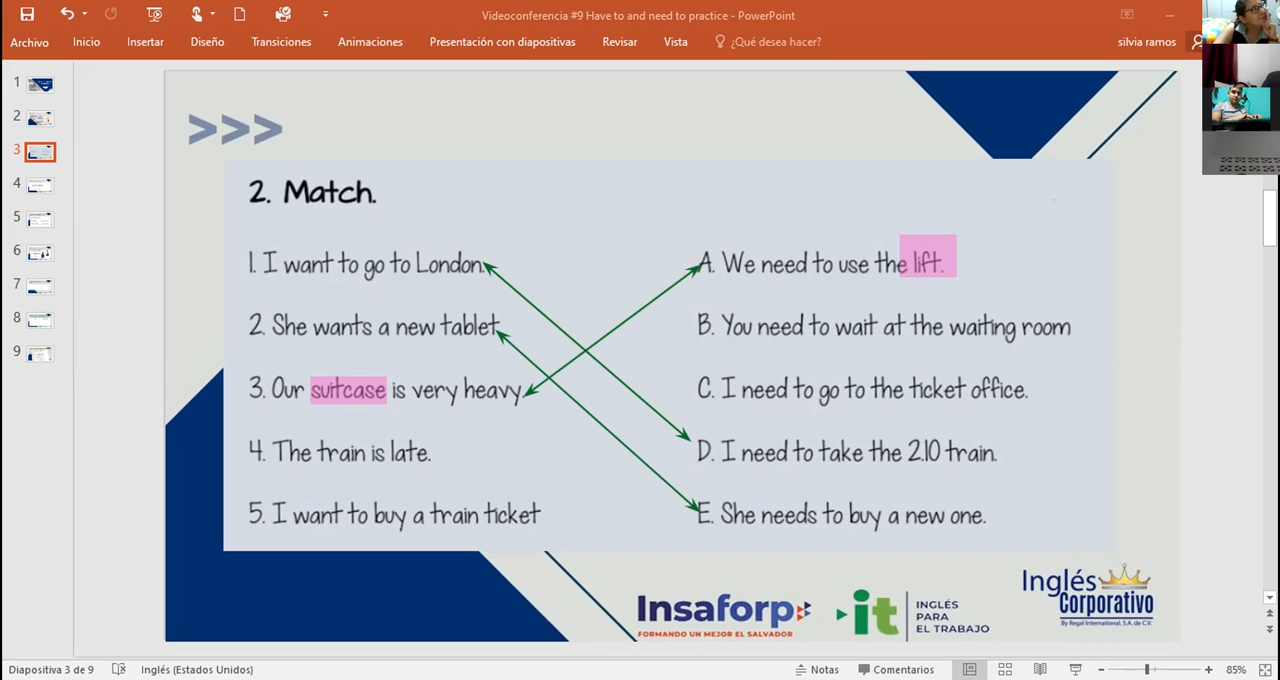 Videoconferencia #9 Have to and need to practice - PowerPoint
Archivo Inicio Insertar Diseño Transiciones Animaciones Presentación con diapositivas Revisar Vista ¿Qué desea hacer? silvia ramos
1
2
3
4
5
6
7
8
9
>>>
2. Match.
1. I want to go to London.
2. She wants a new tablet.
3. Our suitcase is very heavy.
4. The train is late.
5. I want to buy a train ticket
A. We need to use the lift.
B. You need to wait at the waiting room
C. I need to go to the ticket office.
D. I need to take the 2.10 train.
E. She needs to buy a new one.
Insaforp
FORMANDO UN MEJOR EL SALVADOR
it
INGLÉS
PARA
EL TRABAJO
Inglés
Corporativo
By Regal International, S.A. de C.V.
Diapositiva 3 de 9 Inglés (Estados Unidos) Notas Comentarios 85%